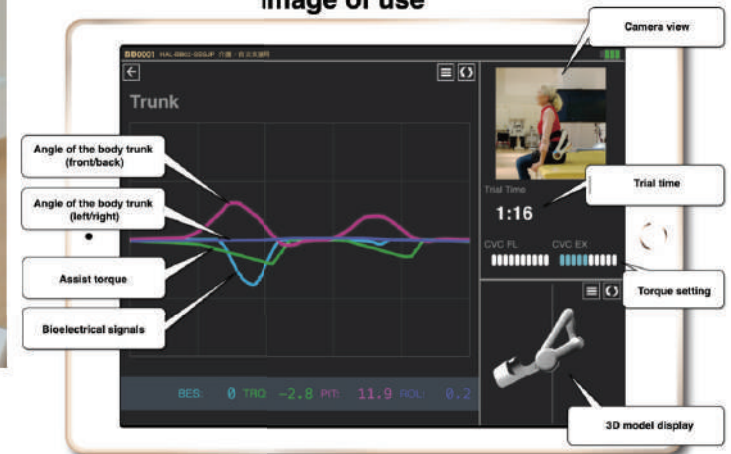 Image of use
Camera view
BB0001
Trunk
Angle of the body trunk
(front/back)
Angle of the body trunk
(left/right)
Assist torque
Bioelectrical signals
Trial Time
1:16
Trial time
CVC FL CVC EX
Torque setting
BES: 0 TRQ -2.8 PIT: 11.9 ROL: 0.2
3D model display